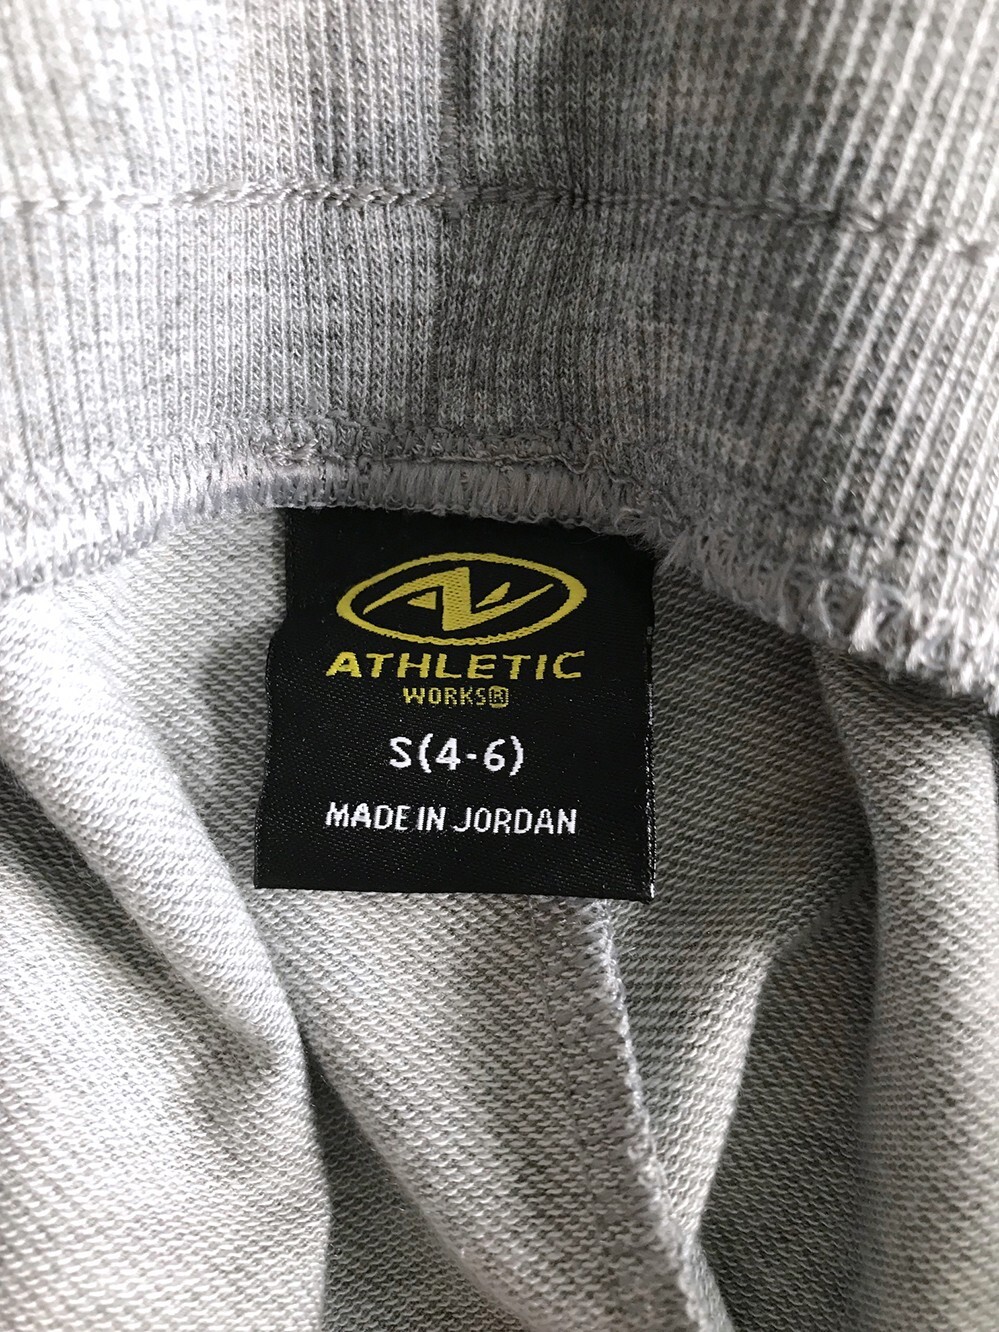 ATHLETIC
WORKS®
S(4-6)
MADE IN JORDAN